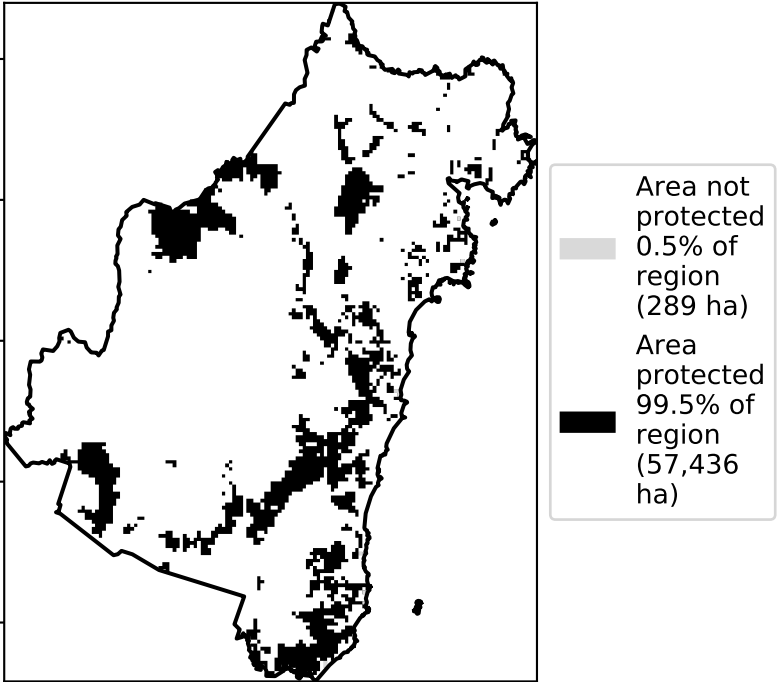 Area not
protected
0.5% of
region
(289 ha)
Area
protected
99.5% of
region
(57,436
ha)